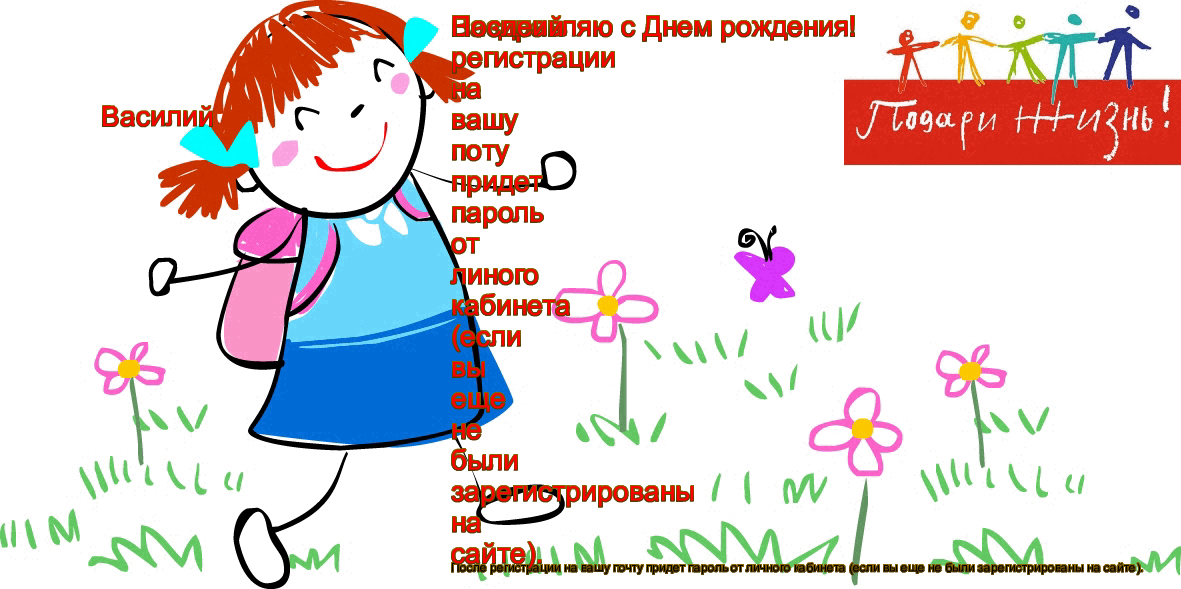 Поздравляю с Днем рождения!
регистрации
на
Василий
вашу
поту
придет
пароль
от
линого
кабинета
(если
вы
еще
не
были
зарегистрированы
на
сайте).
После регистрации на вашу почту придет пароль от личного кабинета (если вы еще не были зарегистрированы на сайте).
Подари Жизнь!